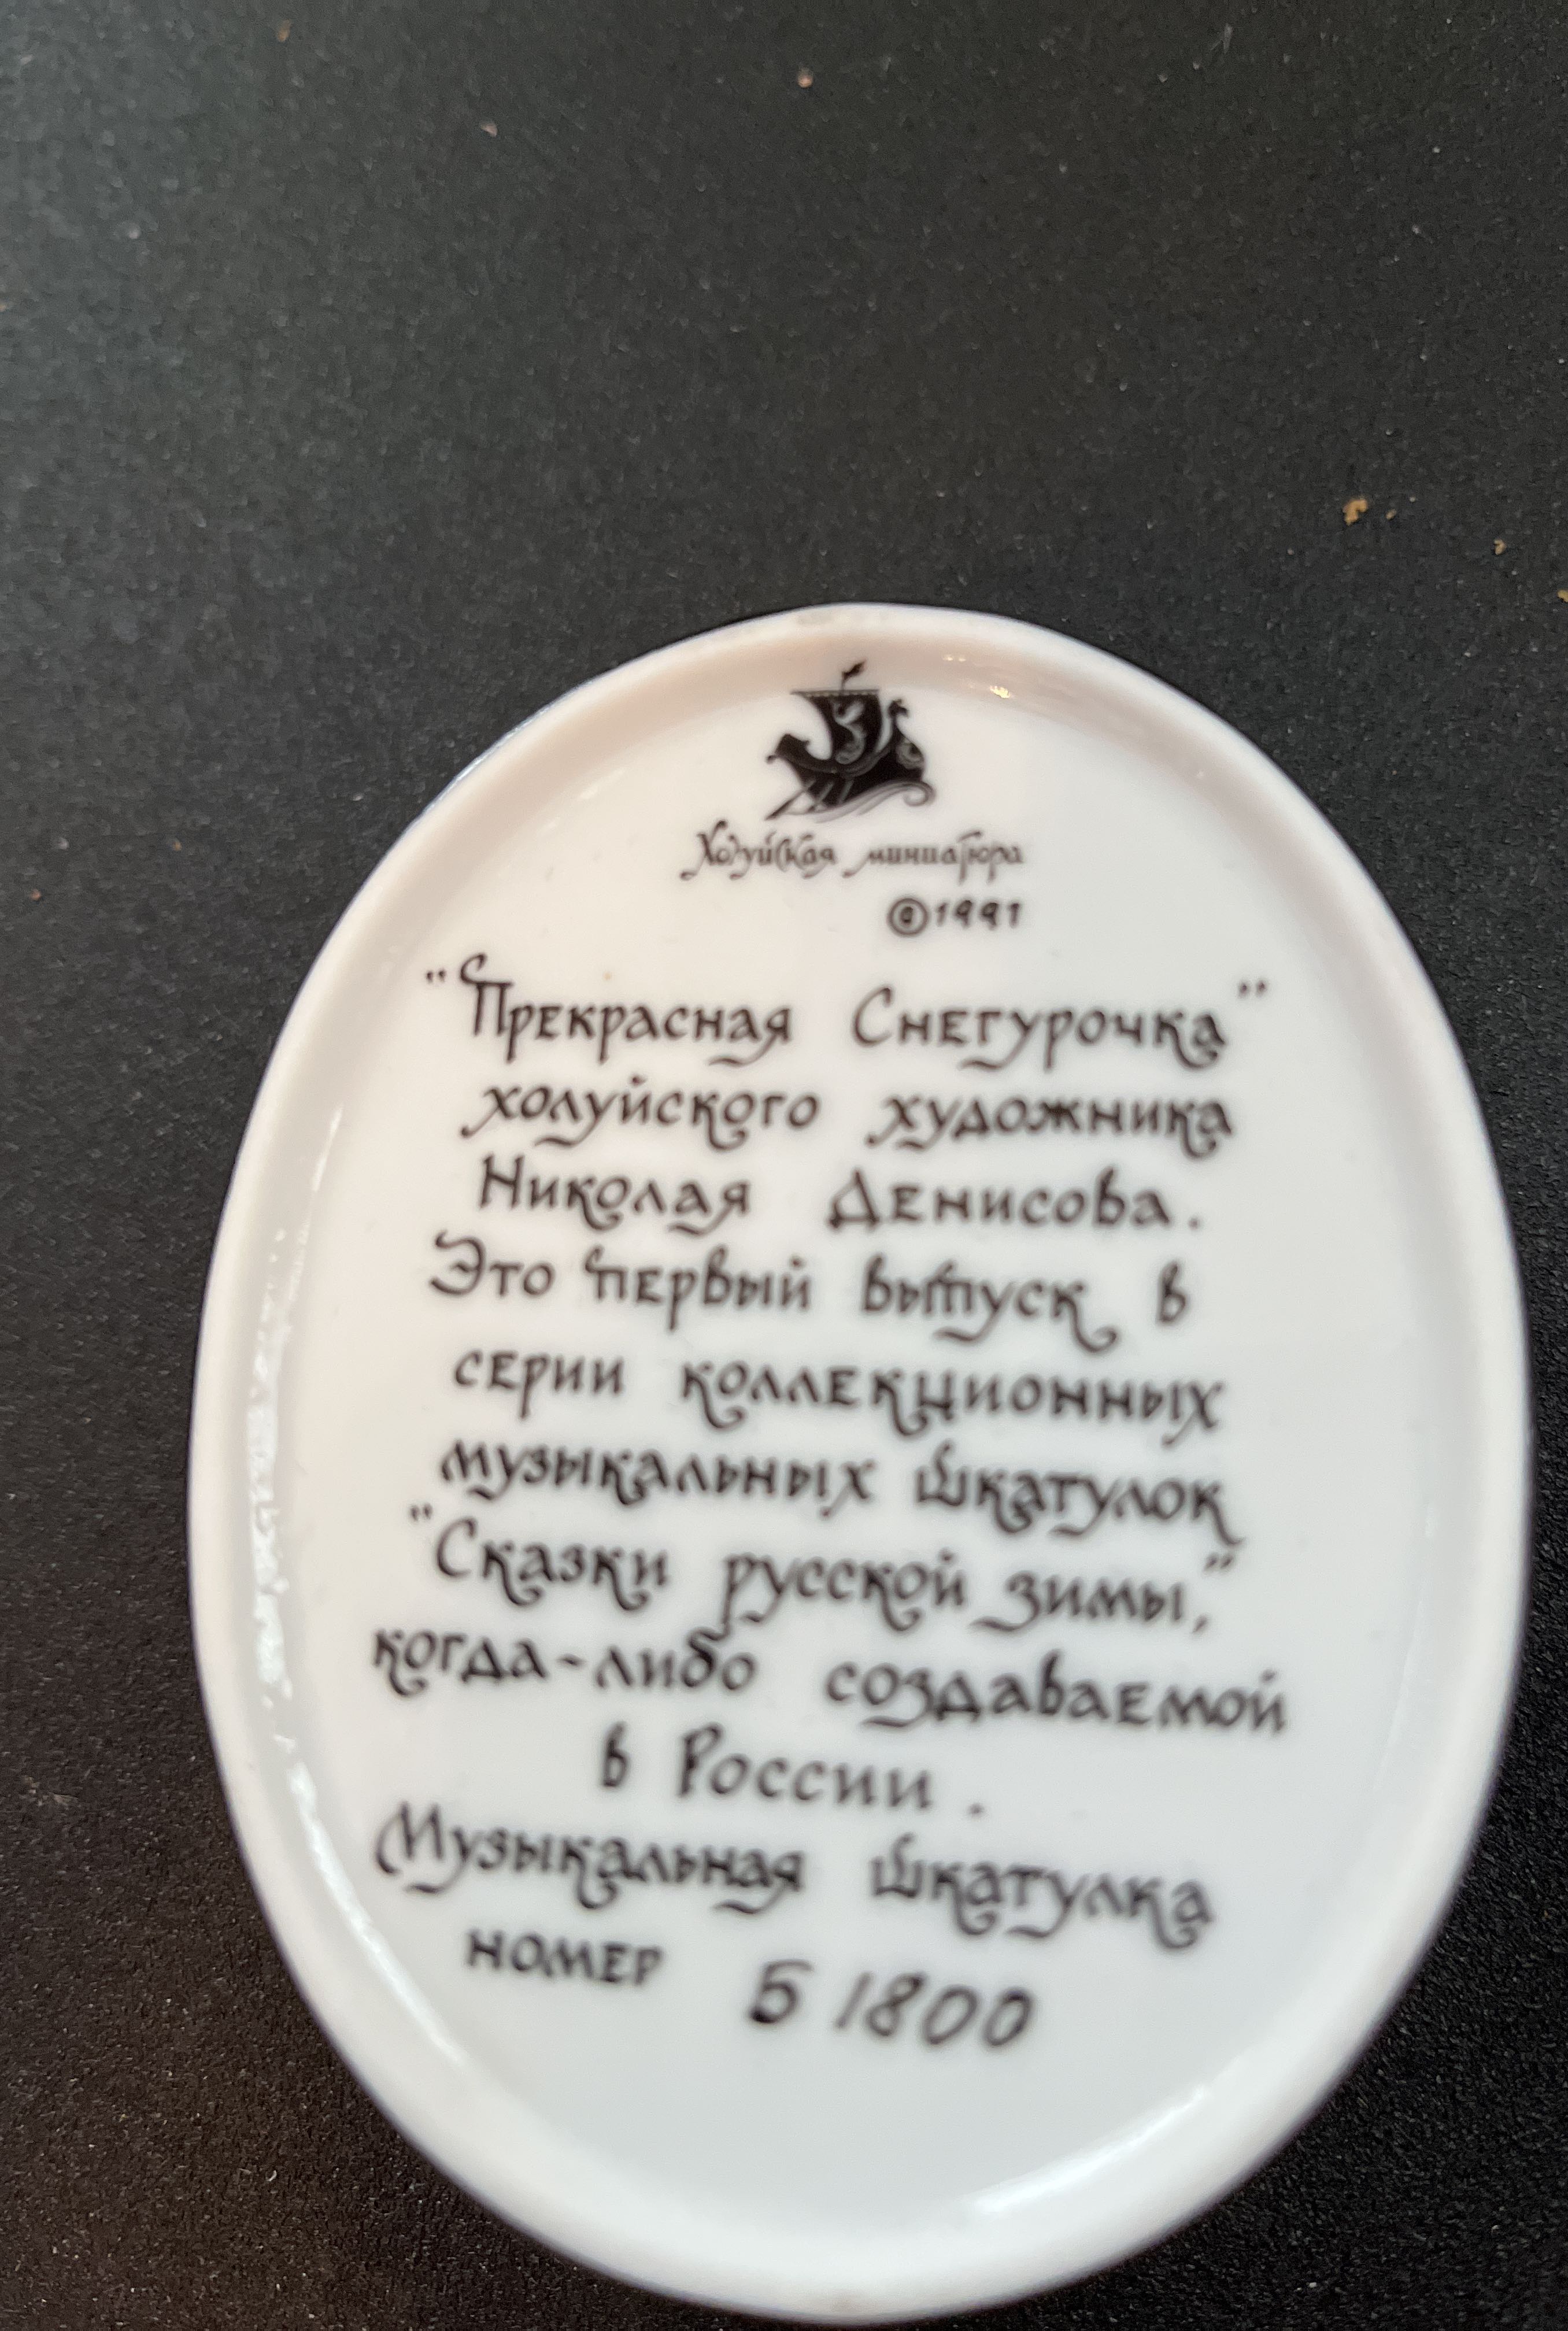 Холуйская миниатюра
©1991
"Прекрасная Снегурочка"
холуйского художника
Николая Денисова.
Это первый выпуск в
серии коллекционных
музыкальных шкатулок
"Сказки русской зимы,"
когда-либо создаваемой
в России.
Музыкальная шкатулка
номер 51800